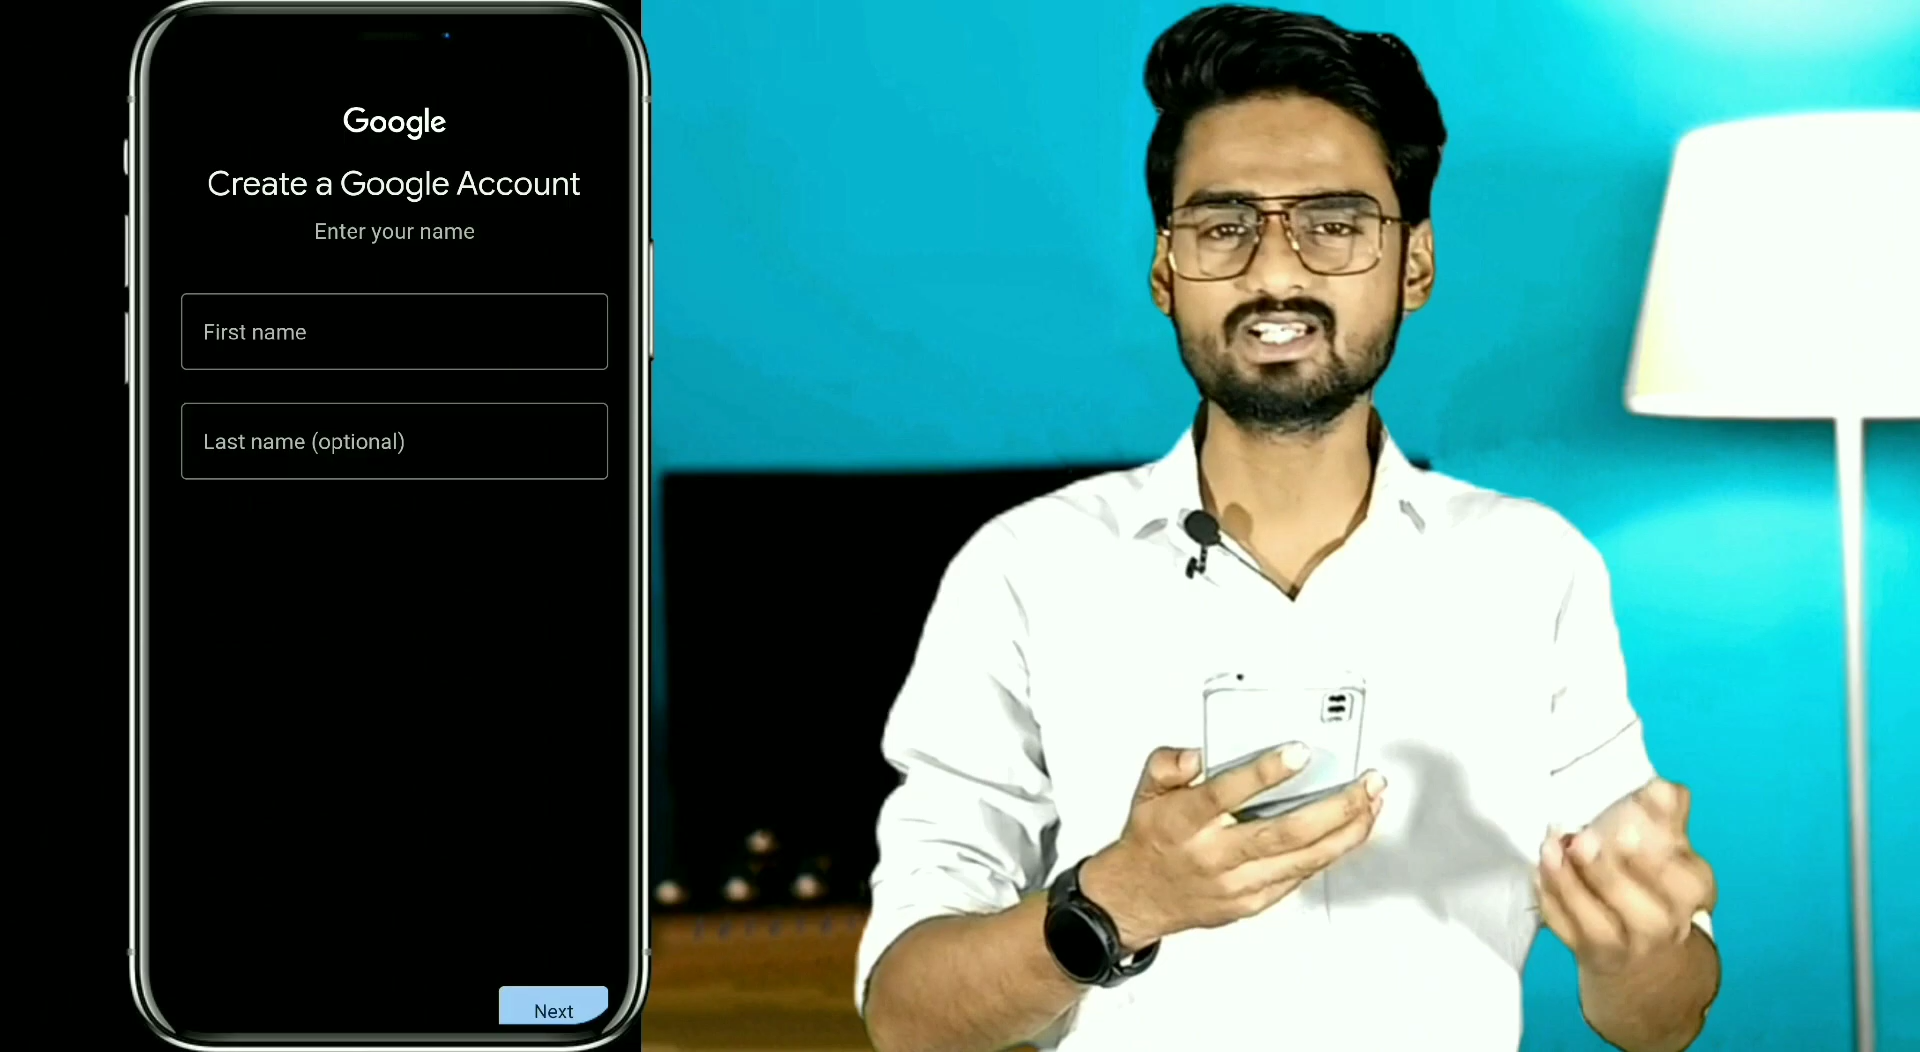 Google
Create a Google Account
Enter your name
First name
Last name (optional)
Next